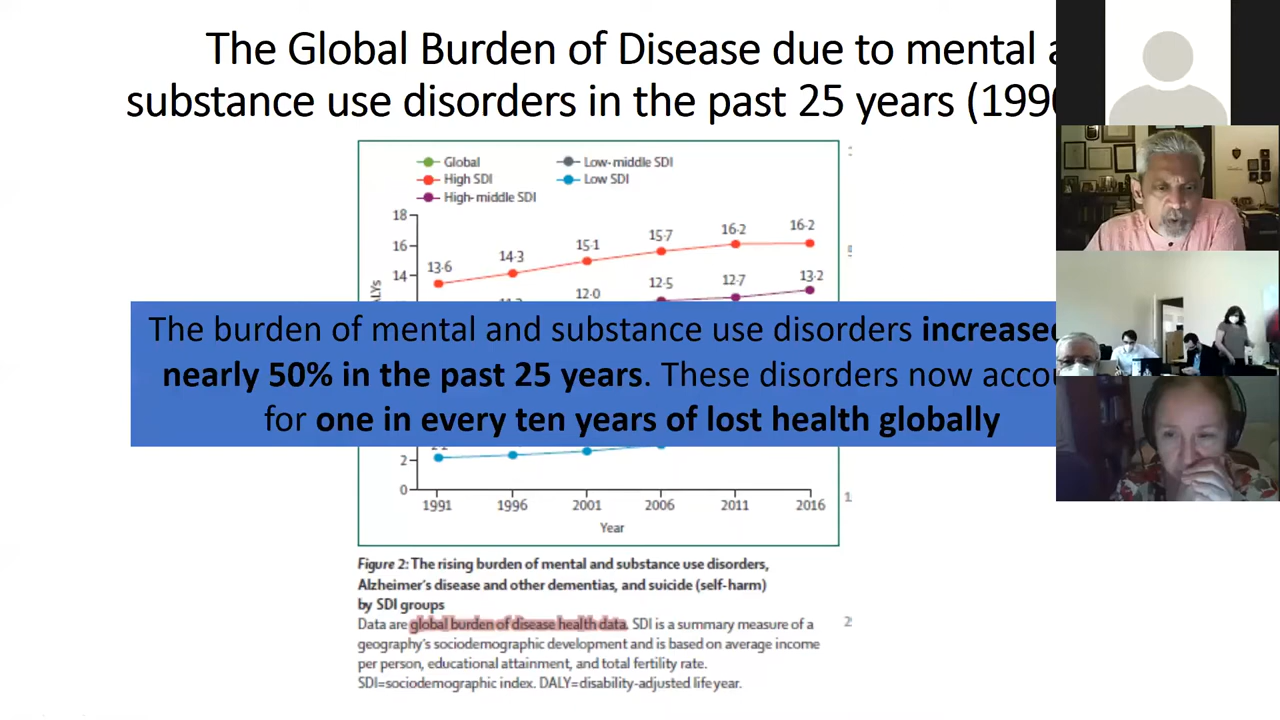 The Global Burden of Disease due to mental a
substance use disorders in the past 25 years (199
Global
Low-middle SDI
High SDI
Low SDI
High-middle SDI
18
16
14
13·6
14·3
15·1
15·7
16·2
16·2
12·0
12·5
12·7
13·2
ALYs
The burden of mental and substance use disorders increased
nearly 50% in the past 25 years. These disorders now accou
for one in every ten years of lost health globally
2
0
1991 1996 2001 2006 2011 2016
Year
Figure 2: The rising burden of mental and substance use disorders,
Alzheimer's disease and other dementias, and suicide (self-harm)
by SDI groups
Data are global burden of disease health data. SDI is a summary measure of a
geography's sociodemographic development and is based on average income
per person, educational attainment, and total fertility rate.
SDI=sociodemographic index. DALY=disability-adjusted life year.